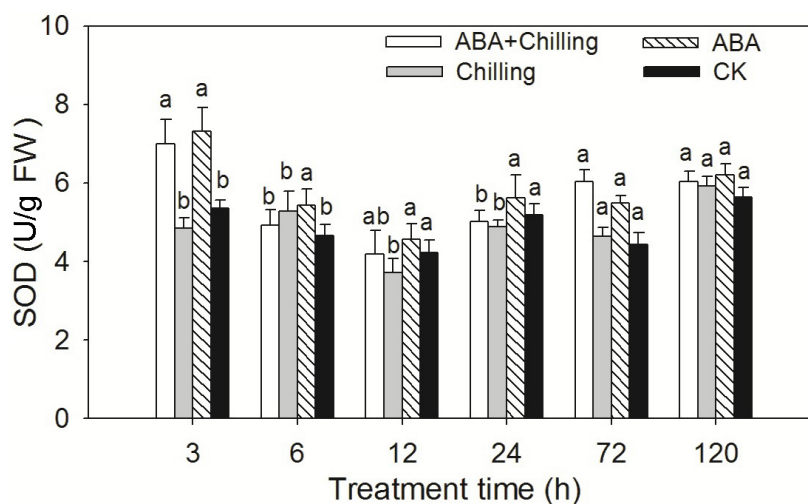 10
ABA+Chilling ABA
Chilling CK
8
6
4
2
0
SOD (U/g FW)
a b a b
b b a b
ab b a a
b b a a
a a a a
a a a a
3 6 12 24 72 120
Treatment time (h)